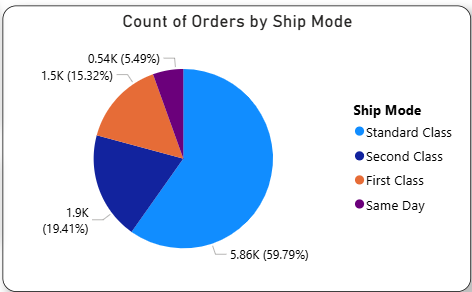 Count of Orders by Ship Mode
0.54K (5.49%)
1.5K (15.32%)
1.9K
(19.41%)
5.86K (59.79%)
Ship Mode
Standard Class
Second Class
First Class
Same Day